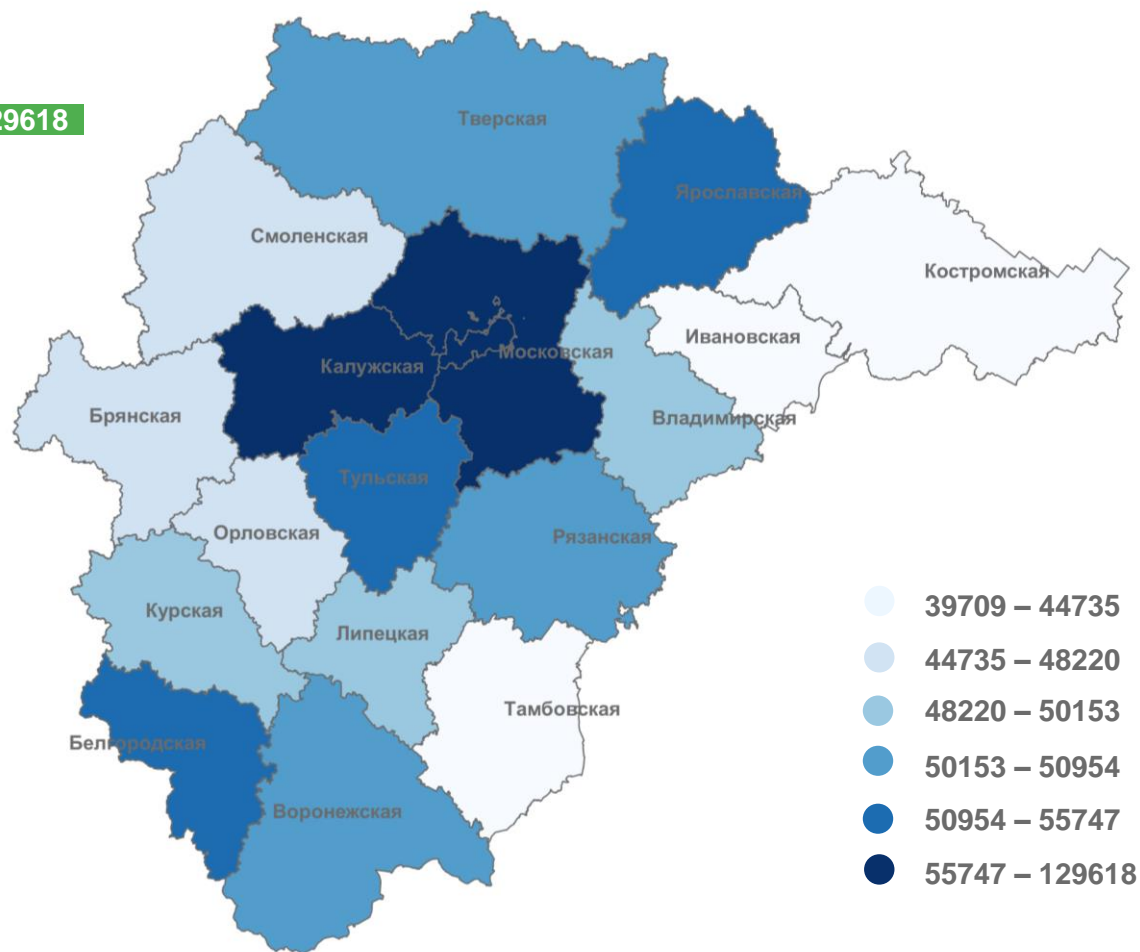 29618
Тверская
Ярославская
Смоленская
Костромская
Ивановская
Московская
Калужская
Брянская
Владимирская
Тульская
Орловская
Рязанская
Курская
Липецкая
Тамбовская
Белгородская
Воронежская
39709 – 44735
44735 – 48220
48220 – 50153
50153 – 50954
50954 – 55747
55747 – 129618